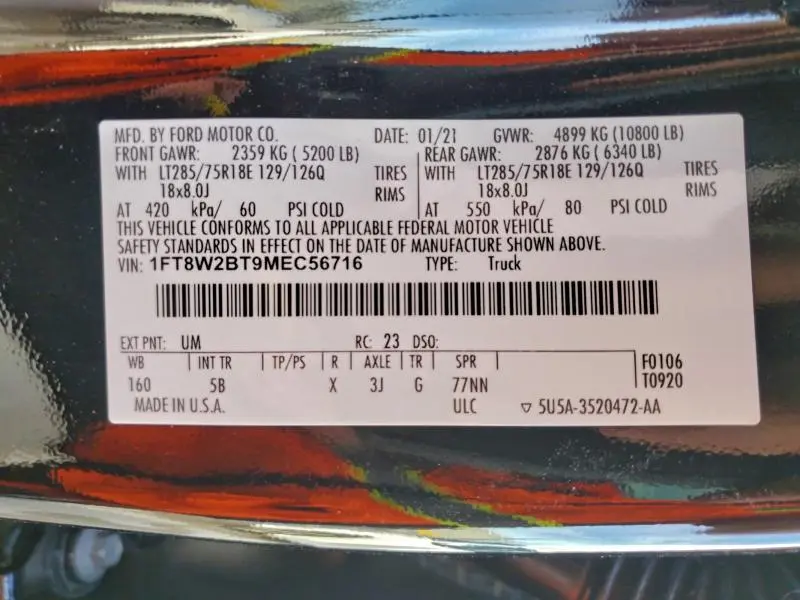 MFD. BY FORD MOTOR CO. DATE: 01/21 GVWR: 4899 KG (10800 LB)
FRONT GAWR: 2359 KG ( 5200 LB) REAR GAWR: 2876 KG ( 6340 LB)
WITH LT285/75R18E 129/126Q TIRES WITH LT285/75R18E 129/126Q TIRES
18x8.0J RIMS 18x8.0J RIMS
AT 420 kPa/ 60 PSI COLD AT 550 kPa/ 80 PSI COLD
THIS VEHICLE CONFORMS TO ALL APPLICABLE FEDERAL MOTOR VEHICLE
SAFETY STANDARDS IN EFFECT ON THE DATE OF MANUFACTURE SHOWN ABOVE.
VIN: 1FT8W2BT9MEC56716 TYPE: Truck
EXT PNT: UM RC: 23 DSO:
WB INT TR TP/PS R AXLE TR SPR F0106
160 5B X 3J G 77NN T0920
MADE IN U.S.A. ULC ▽ 5U5A-3520472-AA